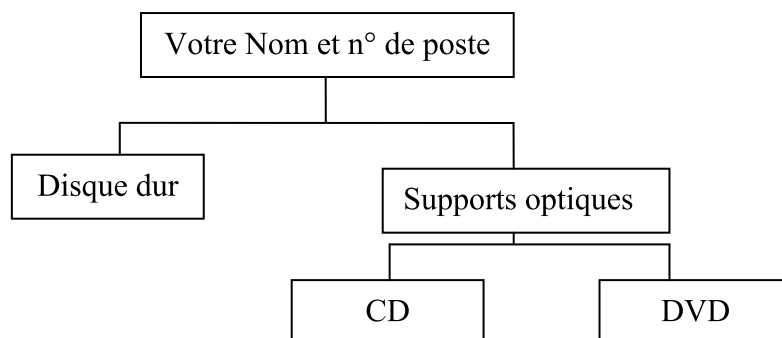 Votre Nom et n° de poste
Disque dur
Supports optiques
CD
DVD